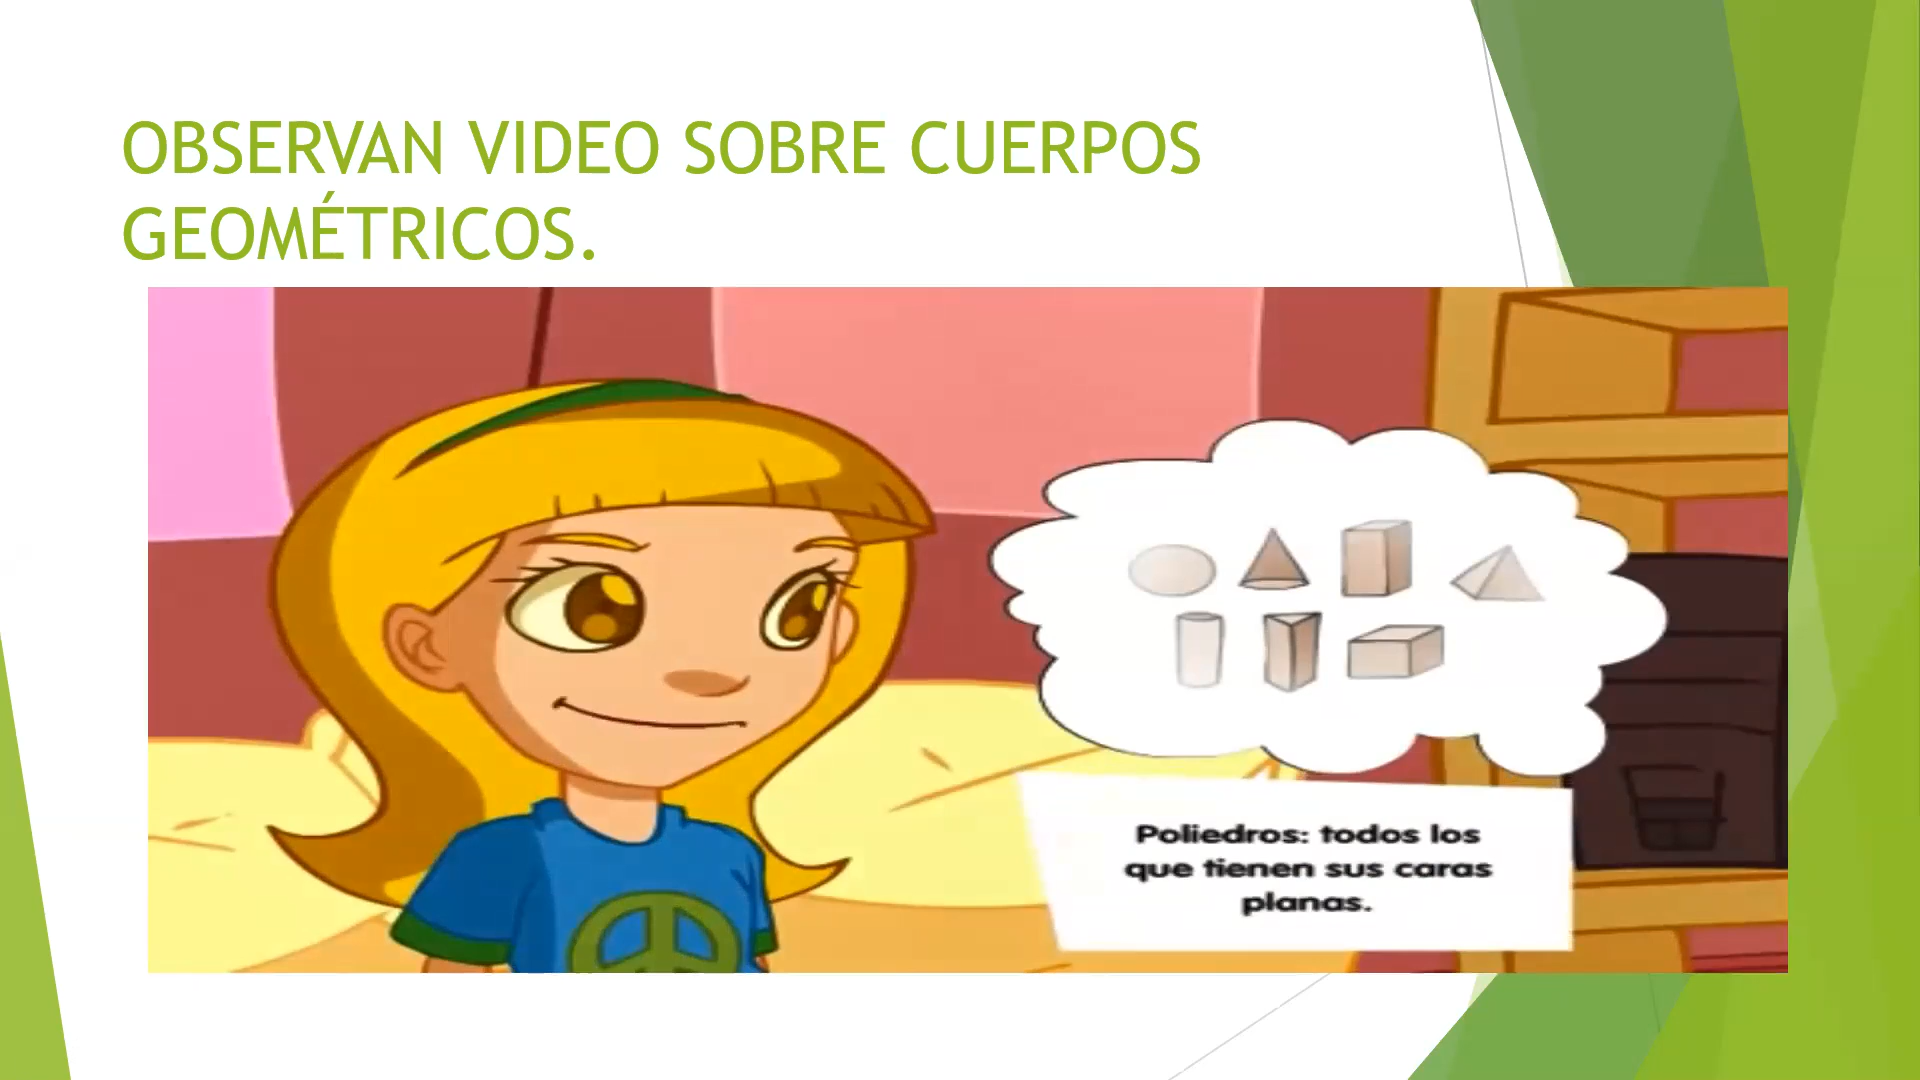 OBSERVAN VIDEO SOBRE CUERPOS
GEOMÉTRICOS.
Poliedros: todos los
que tienen sus caras
planas.